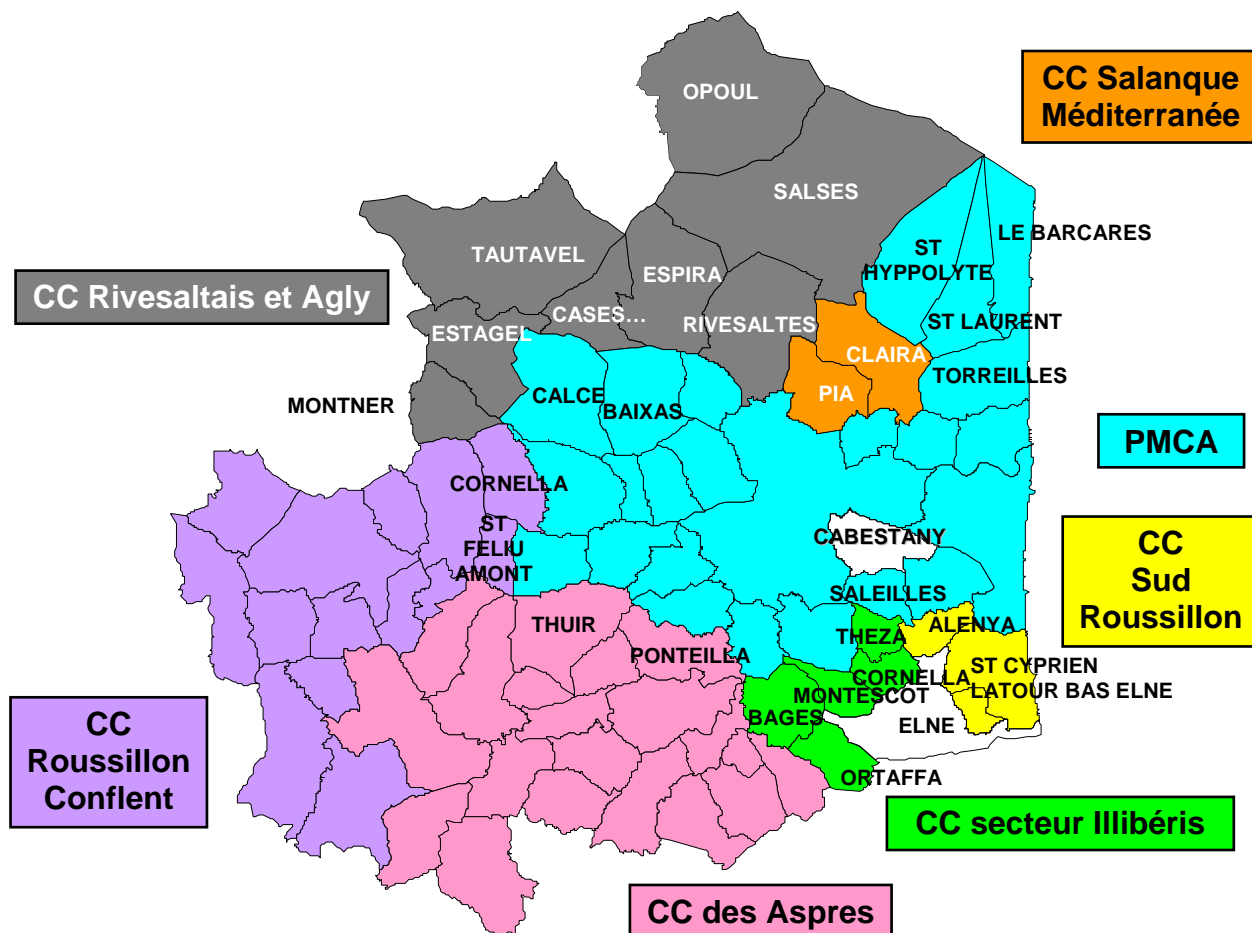 OPOUL
CC Salanque
Méditerranée
SALSES
LE BARCARES
ST
HYPPOLYTE
TAUTAVEL
ESPIRA
CC Rivesaltais et Agly
CASES...
RIVESALTES
ST LAURENT
ESTAGEL
CLAIRA
TORREILLES
MONTNER
CALCE
PIA
BAIXAS
PMCA
CORNELLA
ST
FELIU
AMONT
CABESTANY
CC
Sud
Roussillon
SALEILLES
THUIR
THEZA
ALENYA
PONTEILLA
ST CYPRIEN
CORNELLA
LATOUR BAS ELNE
MONTESCOT
BAGES
ELNE
CC
Roussillon
Conflent
ORTAFFA
CC secteur Illibéris
CC des Aspres